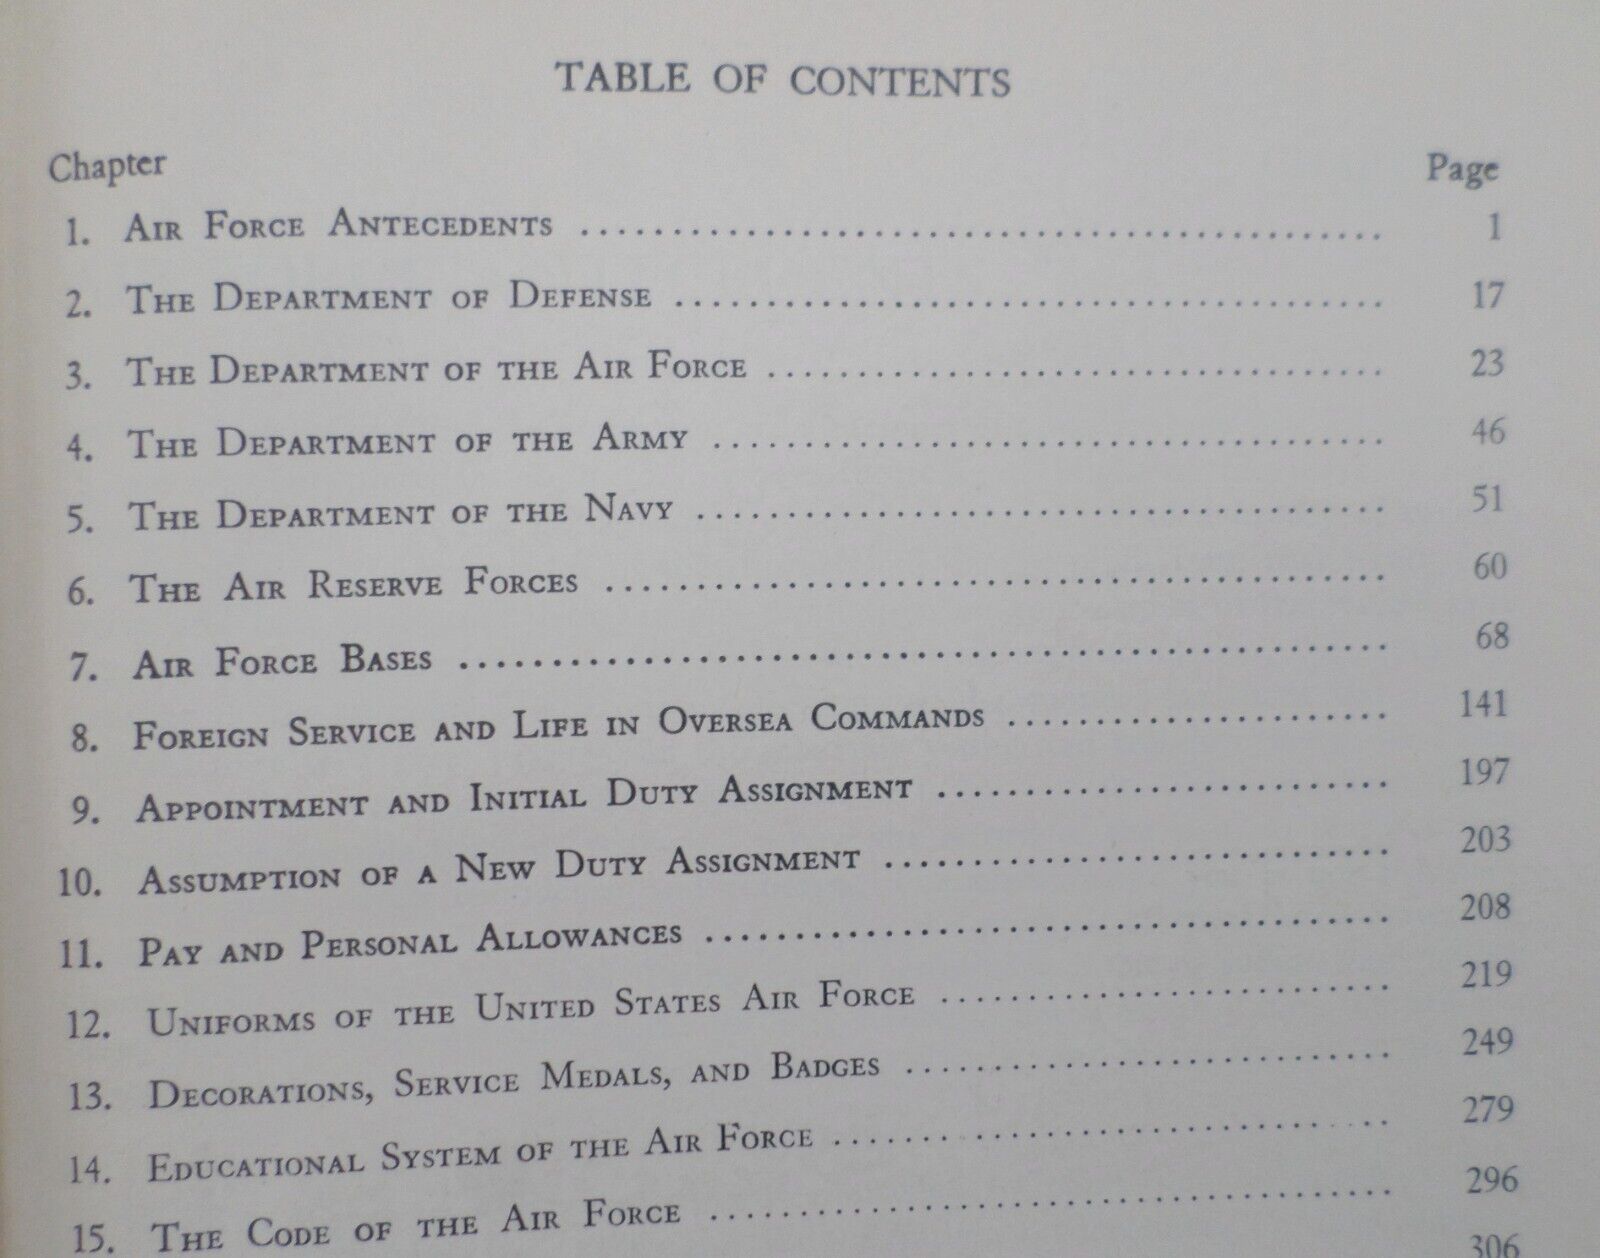 TABLE OF CONTENTS
Chapter Page
1. AIR FORCE ANTECEDENTS ............................................ 1
2. THE DEPARTMENT OF DEFENSE ....................................... 17
3. THE DEPARTMENT OF THE AIR FORCE .................................. 23
4. THE DEPARTMENT OF THE ARMY ..................................... 46
5. THE DEPARTMENT OF THE NAVY ...................................... 51
6. THE AIR RESERVE FORCES ........................................... 60
7. AIR FORCE BASES ................................................... 68
8. FOREIGN SERVICE AND LIFE IN OVERSEA COMMANDS ..................... 141
9. APPOINTMENT AND INITIAL DUTY ASSIGNMENT ......................... 197
10. ASSUMPTION OF A NEW DUTY ASSIGNMENT ............................ 203
11. PAY AND PERSONAL ALLOWANCES ...................................... 208
12. UNIFORMS OF THE UNITED STATES AIR FORCE ......................... 219
13. DECORATIONS, SERVICE MEDALS, AND BADGES ........................... 249
14. EDUCATIONAL SYSTEM OF THE AIR FORCE ............................... 279
15. THE CODE OF THE AIR FORCE ...................................... 296
306